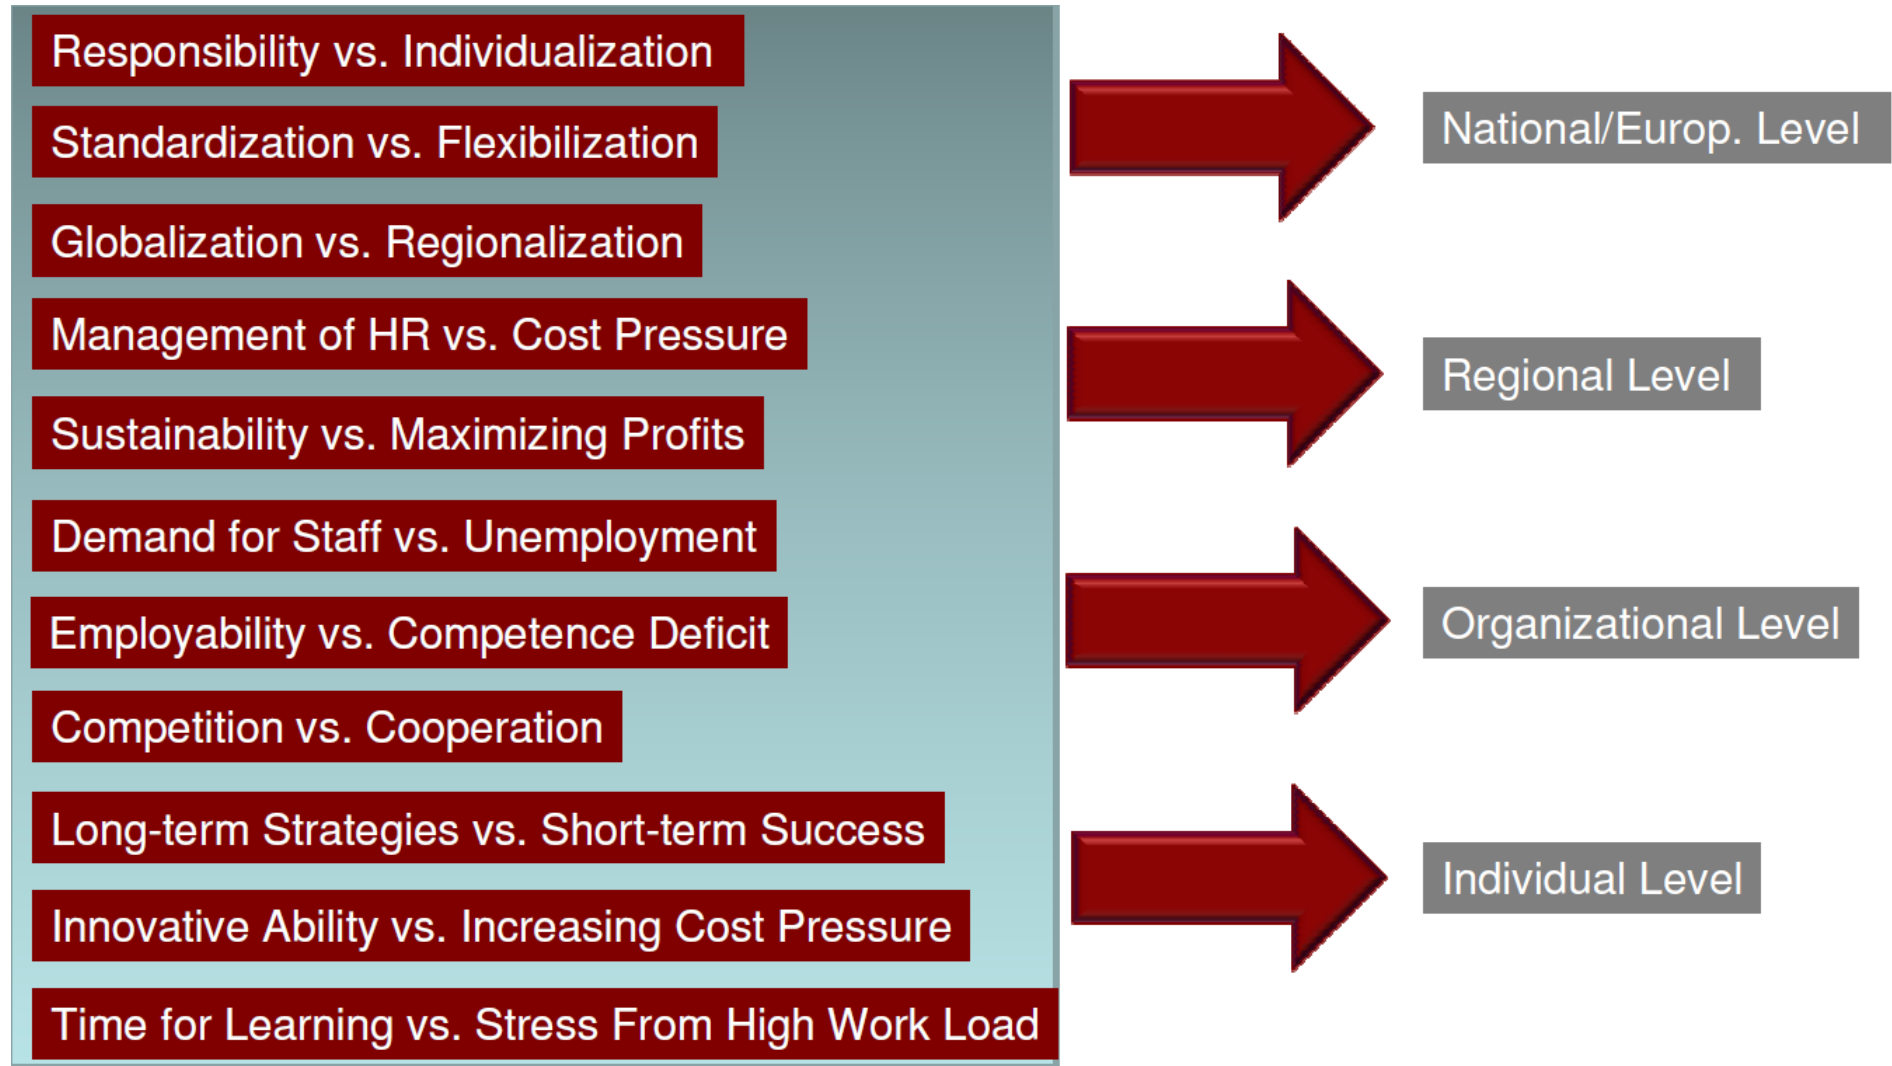 Responsibility vs. Individualization
Standardization vs. Flexibilization
Globalization vs. Regionalization
Management of HR vs. Cost Pressure
Sustainability vs. Maximizing Profits
Demand for Staff vs. Unemployment
Employability vs. Competence Deficit
Competition vs. Cooperation
Long-term Strategies vs. Short-term Success
Innovative Ability vs. Increasing Cost Pressure
Time for Learning vs. Stress From High Work Load
National/Europ. Level
Regional Level
Organizational Level
Individual Level